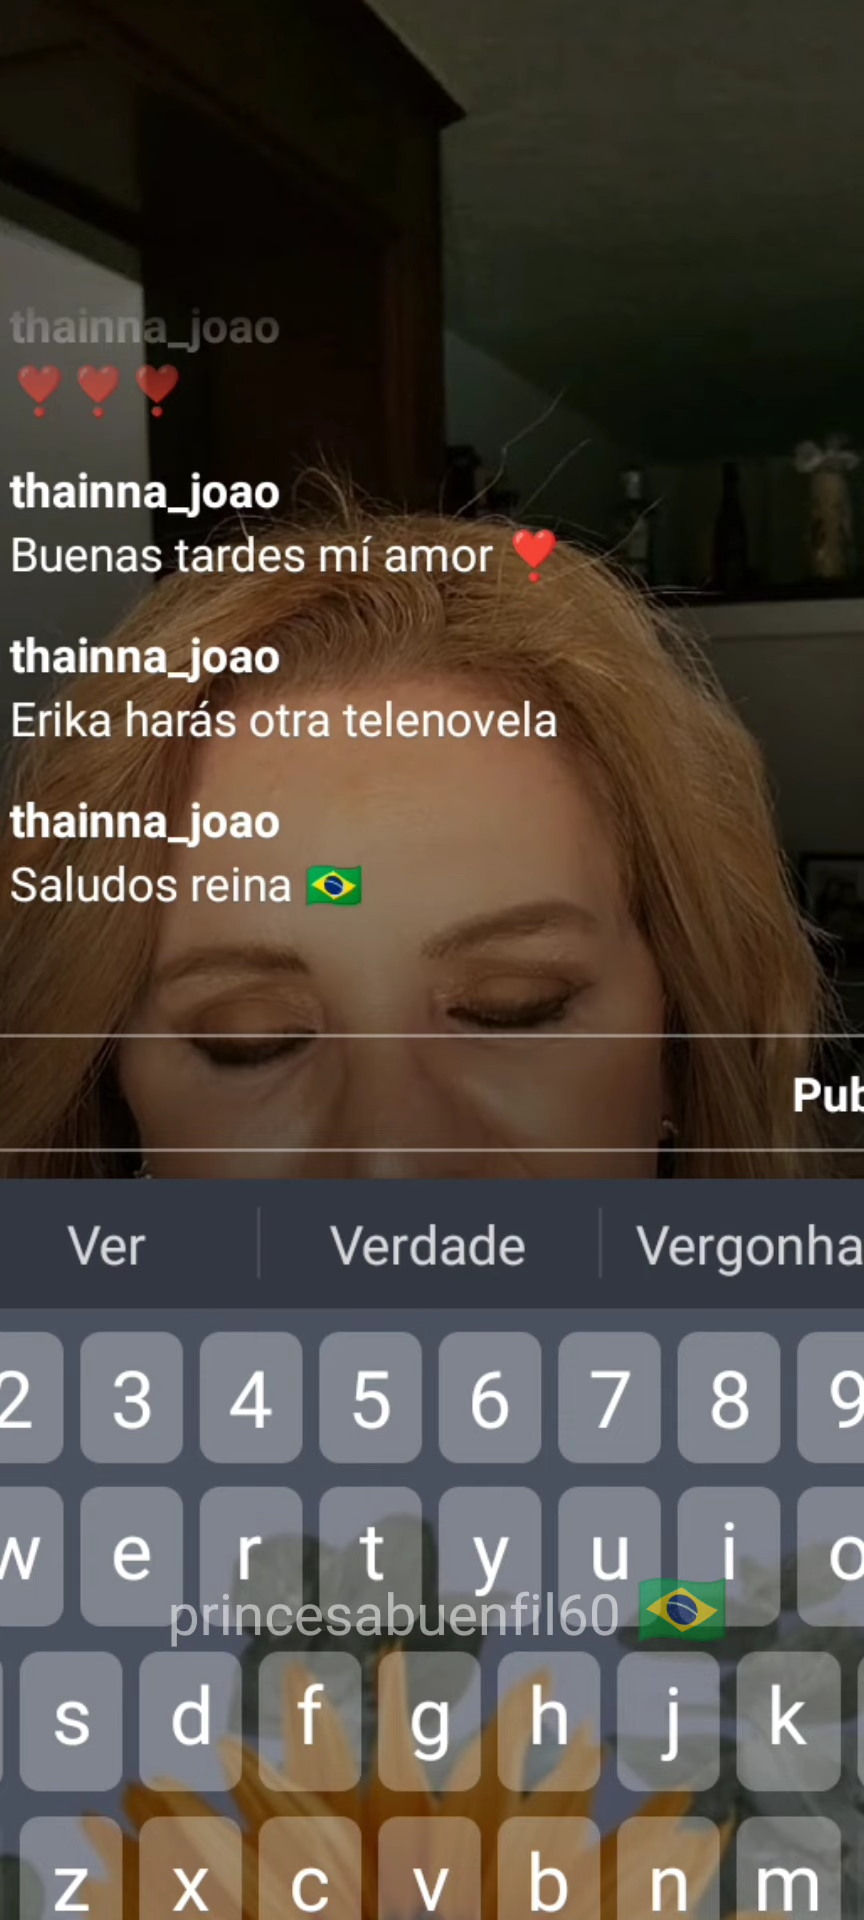 thainna_joao
❣️❣️❣️
thainna_joao
Buenas tardes mí amor ❣️
thainna_joao
Erika harás otra telenovela
thainna_joao
Saludos reina 🇧🇷
Pub
Ver Verdade Vergonha
2 3 4 5 6 7 8 9
w e r t y u i o
princesabuenfil60 🇧🇷
s d f g h j k
z x c v b n m